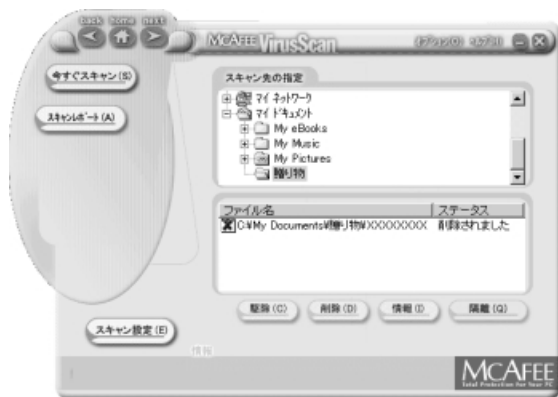 back home next
McAFEE VirusScan
オプション(O) ヘルプ(H)
今すぐスキャン(S)
スキャンレポート(A)
スキャン先の指定
マイ ネットワーク
マイ ドキュメント
My eBooks
My Music
My Pictures
贈り物
ファイル名 ステータス
C:¥My Documents¥贈り物¥XXXXXXXX 削除されました
駆除(C) 削除(D) 情報(I) 隔離(Q)
スキャン設定(E)
情報
McAFEE
Total Protection for Your PC